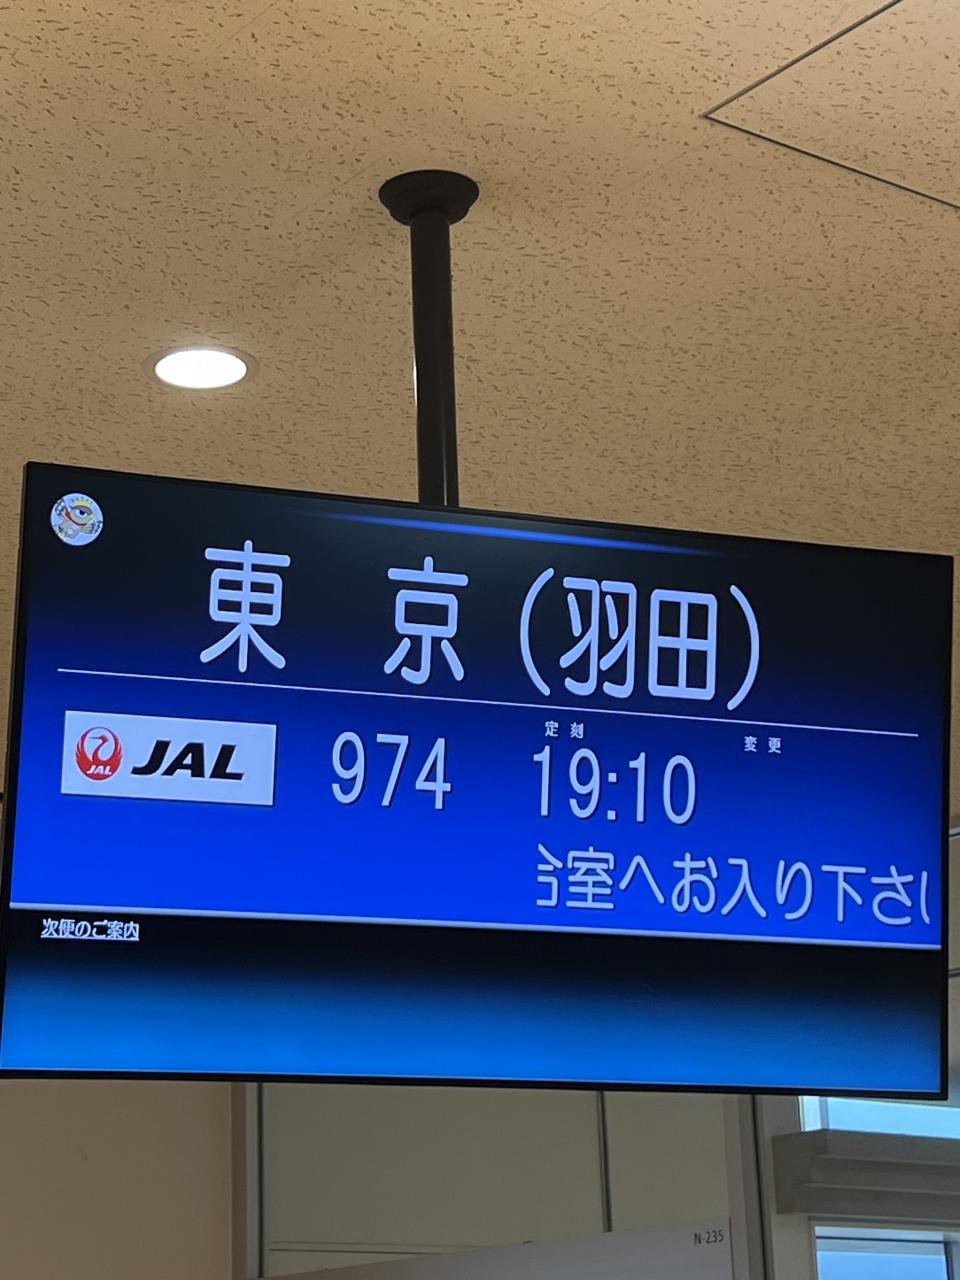 東 京(羽田)
定刻 変更
JAL JAL 974 19:10
室へお入り下さ
次便のご案内
N-235